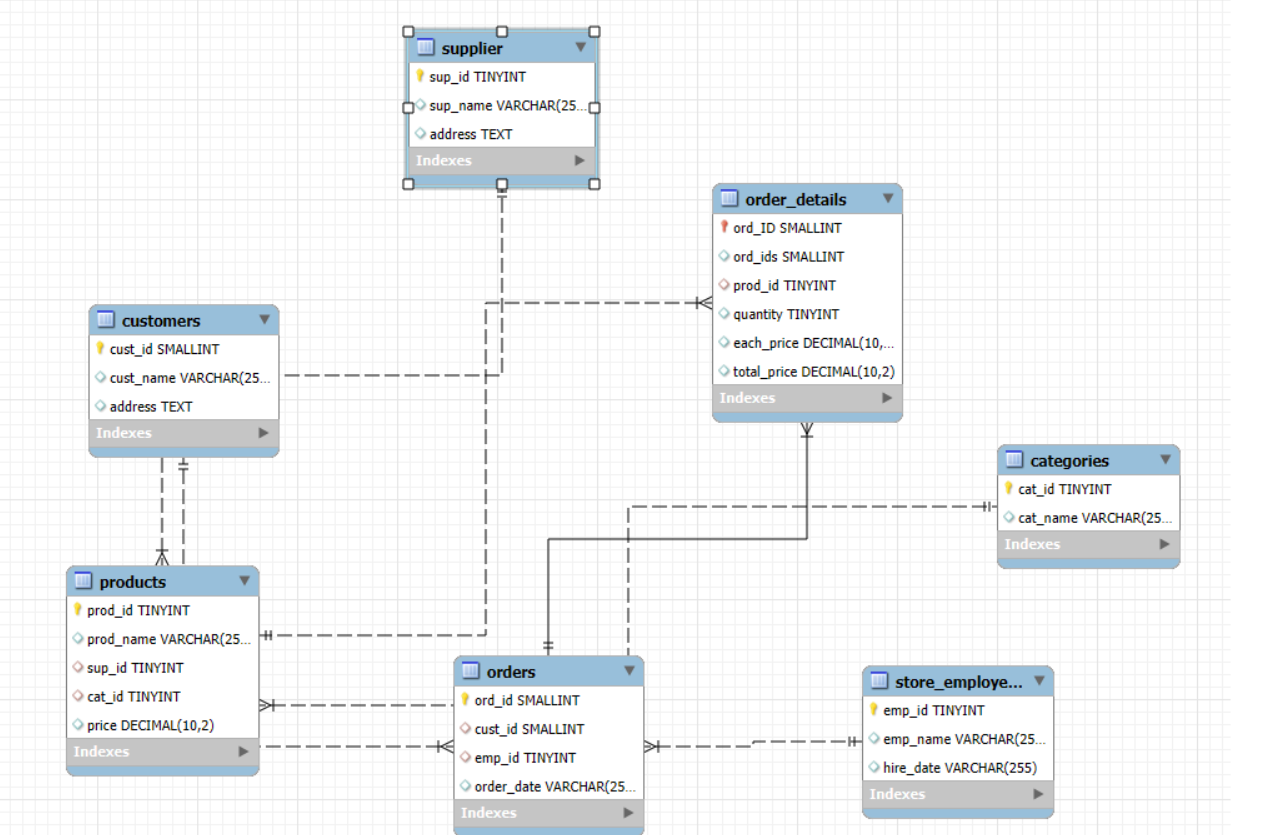 supplier
sup_id TINYINT
sup_name VARCHAR(25...
address TEXT
Indexes
order_details
ord_ID SMALLINT
ord_ids SMALLINT
prod_id TINYINT
quantity TINYINT
each_price DECIMAL(10,...
total_price DECIMAL(10,2)
Indexes
customers
cust_id SMALLINT
cust_name VARCHAR(25...
address TEXT
Indexes
categories
cat_id TINYINT
cat_name VARCHAR(25...
Indexes
products
prod_id TINYINT
prod_name VARCHAR(25...
sup_id TINYINT
cat_id TINYINT
price DECIMAL(10,2)
Indexes
orders
ord_id SMALLINT
cust_id SMALLINT
emp_id TINYINT
order_date VARCHAR(25...
Indexes
store_employe...
emp_id TINYINT
emp_name VARCHAR(25...
hire_date VARCHAR(255)
Indexes